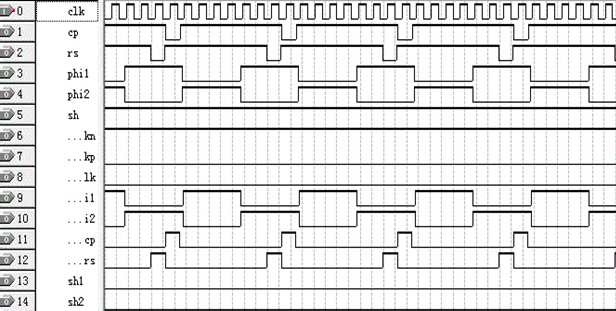 0 clk
1 cp
2 rs
3 phi1
4 phi2
5 sh
6 ...kn
7 ...kp
8 ...lk
9 ...i1
10 ...i2
11 ...cp
12 ...rs
13 sh1
14 sh2